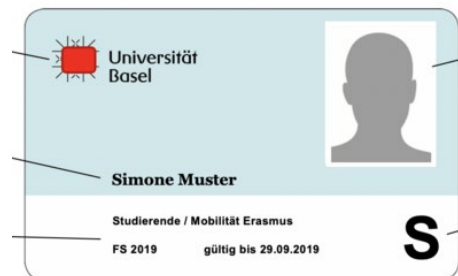 Universität
Basel
Simone Muster
Studierende / Mobilität Erasmus
FS 2019 gültig bis 29.09.2019
S